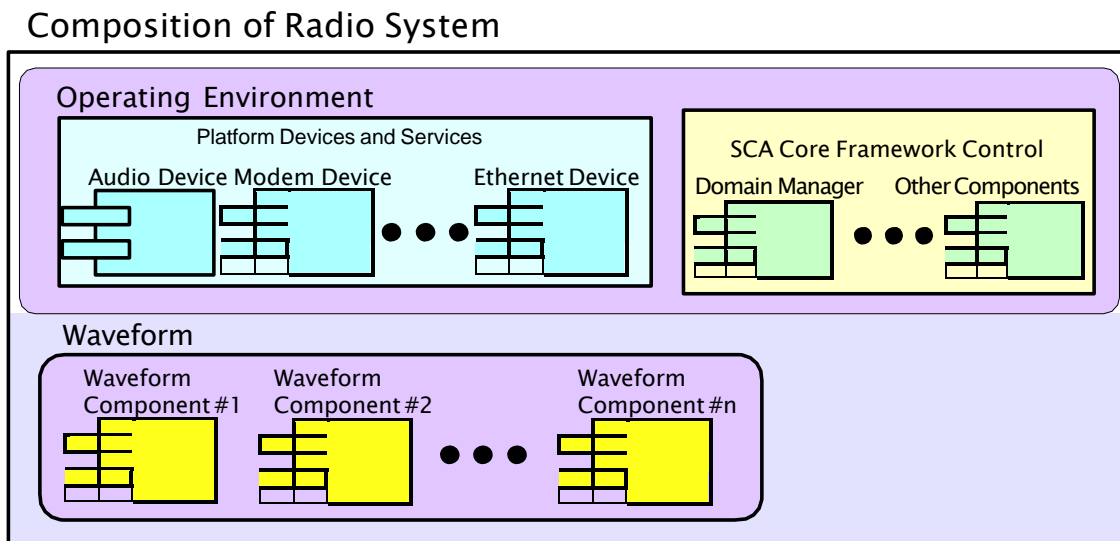 Composition of Radio System
Operating Environment
Platform Devices and Services
Audio Device Modem Device Ethernet Device
SCA Core Framework Control
Domain Manager Other Components
Waveform
Waveform
Component #1
Waveform
Component #2
Waveform
Component #n